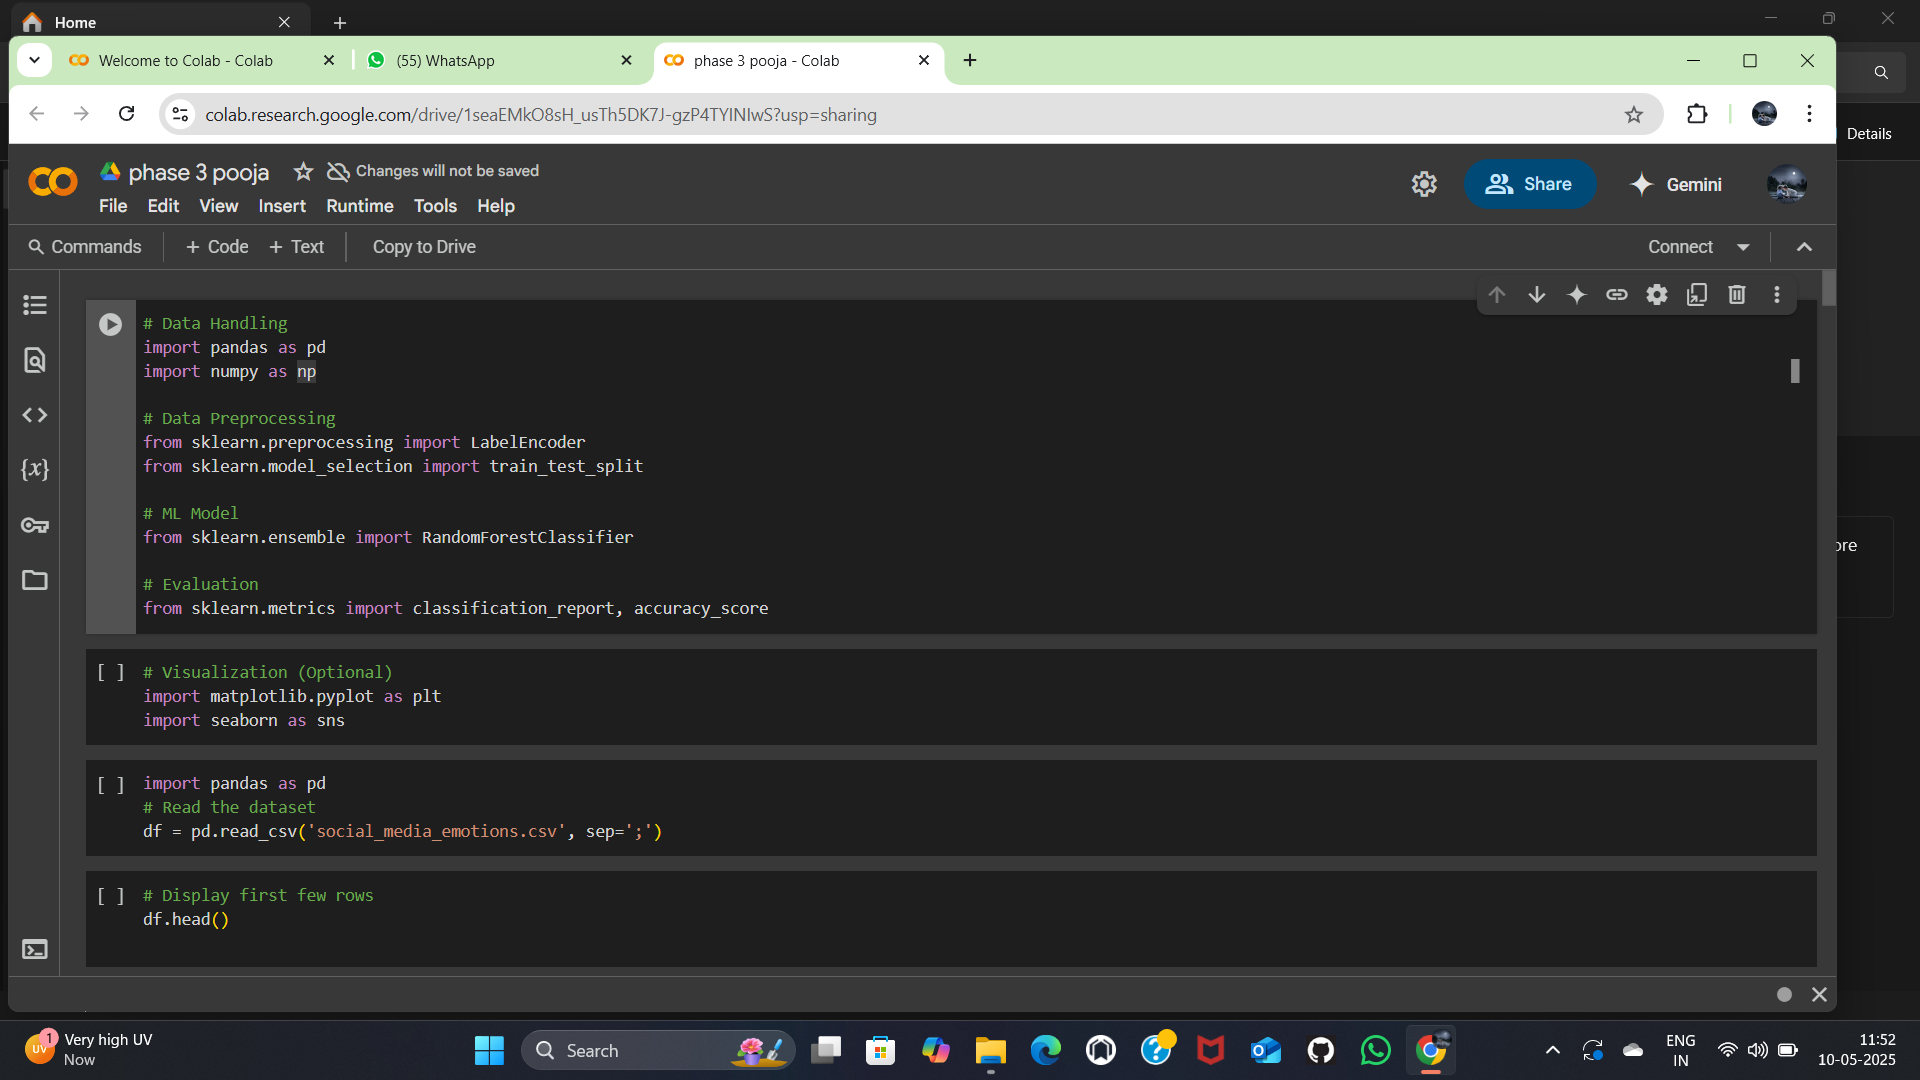 Home
Welcome to Colab - Colab
(55) WhatsApp
phase 3 pooja - Colab
colab.research.google.com/drive/1seaEMkO8sH_usTh5DK7J-gzP4TYINIwS?usp=sharing
Details
phase 3 pooja
Changes will not be saved
File Edit View Insert Runtime Tools Help
Share
Gemini
Commands
+ Code
+ Text
Copy to Drive
Connect
# Data Handling
import pandas as pd
import numpy as np
# Data Preprocessing
from sklearn.preprocessing import LabelEncoder
from sklearn.model_selection import train_test_split
# ML Model
from sklearn.ensemble import RandomForestClassifier
# Evaluation
from sklearn.metrics import classification_report, accuracy_score
[ ] # Visualization (Optional)
import matplotlib.pyplot as plt
import seaborn as sns
[ ] import pandas as pd
# Read the dataset
df = pd.read_csv('social_media_emotions.csv', sep=';')
[ ] # Display first few rows
df.head()
{x}
UV
1
Very high UV
Now
Search
ENG
IN
11:52
10-05-2025